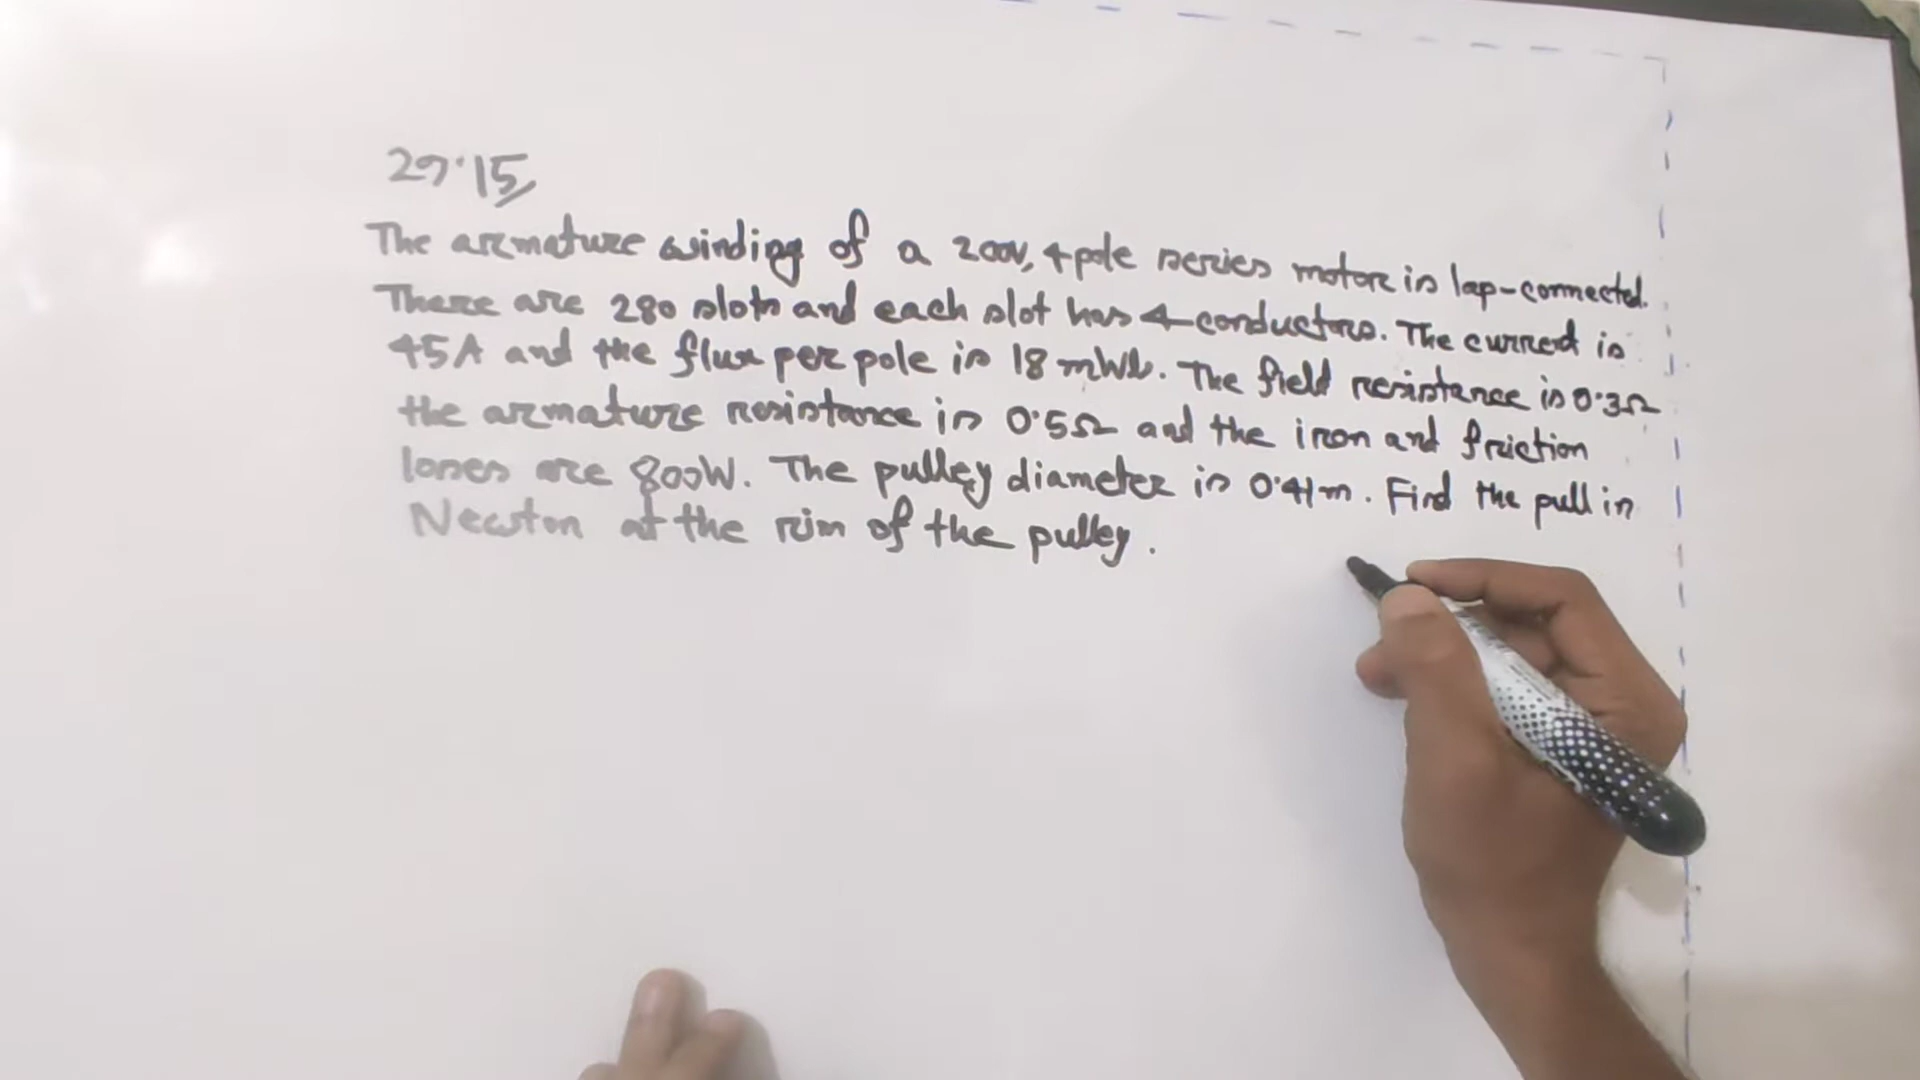 29.15
The armature winding of a 200V, 4 pole series motor is lap-connected.
There are 280 slots and each slot has 4 conductors. The current is
45A and the flux per pole is 18 mWb. The field resistance is 0.3Ω
the armature resistance is 0.5Ω and the iron and friction
losses are 800W. The pulley diameter is 0.41m. Find the pull in
Newton at the rim of the pulley.